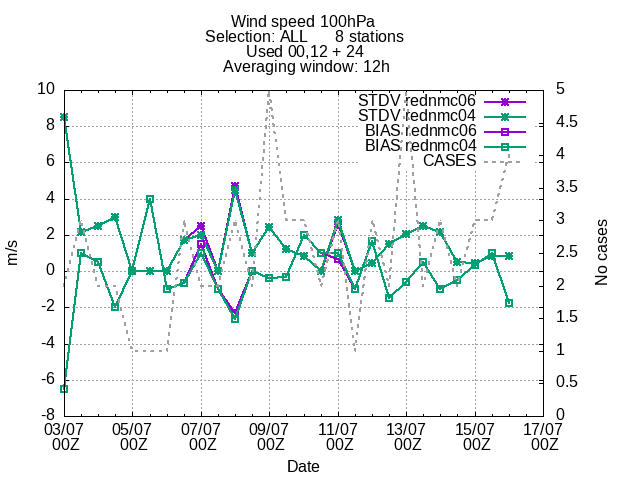 Wind speed 100hPa
Selection: ALL 8 stations
Used 00,12 + 24
Averaging window: 12h
10
8
6
4
2
0
-2
-4
-6
-8
m/s
5
4.5
4
3.5
3
2.5
2
1.5
1
0.5
0
No cases
STDV rednmc06
STDV rednmc04
BIAS rednmc06
BIAS rednmc04
CASES
03/07 05/07 07/07 09/07 11/07 13/07 15/07 17/07
00Z 00Z 00Z 00Z 00Z 00Z 00Z 00Z
Date